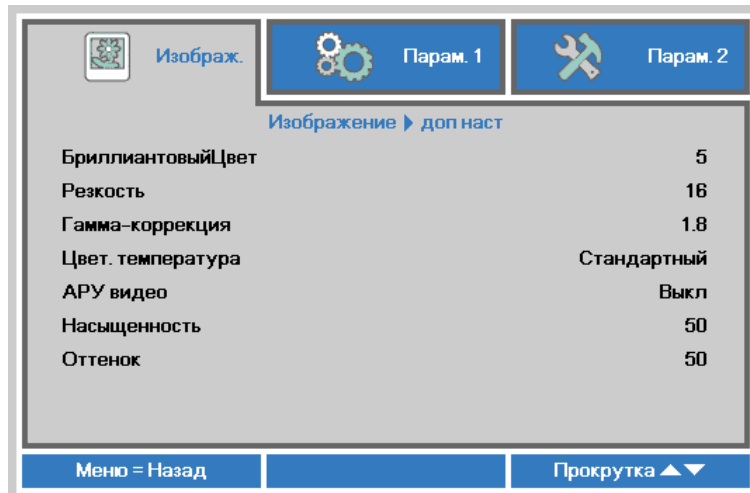 Изображ. Парам. 1 Парам. 2
Изображение ▶ доп наст
БриллиантовыйЦвет 5
Резкость 16
Гамма-коррекция 1.8
Цвет. температура Стандартный
АРУ видео Выкл
Насыщенность 50
Оттенок 50
Меню = Назад Прокрутка ▲▼